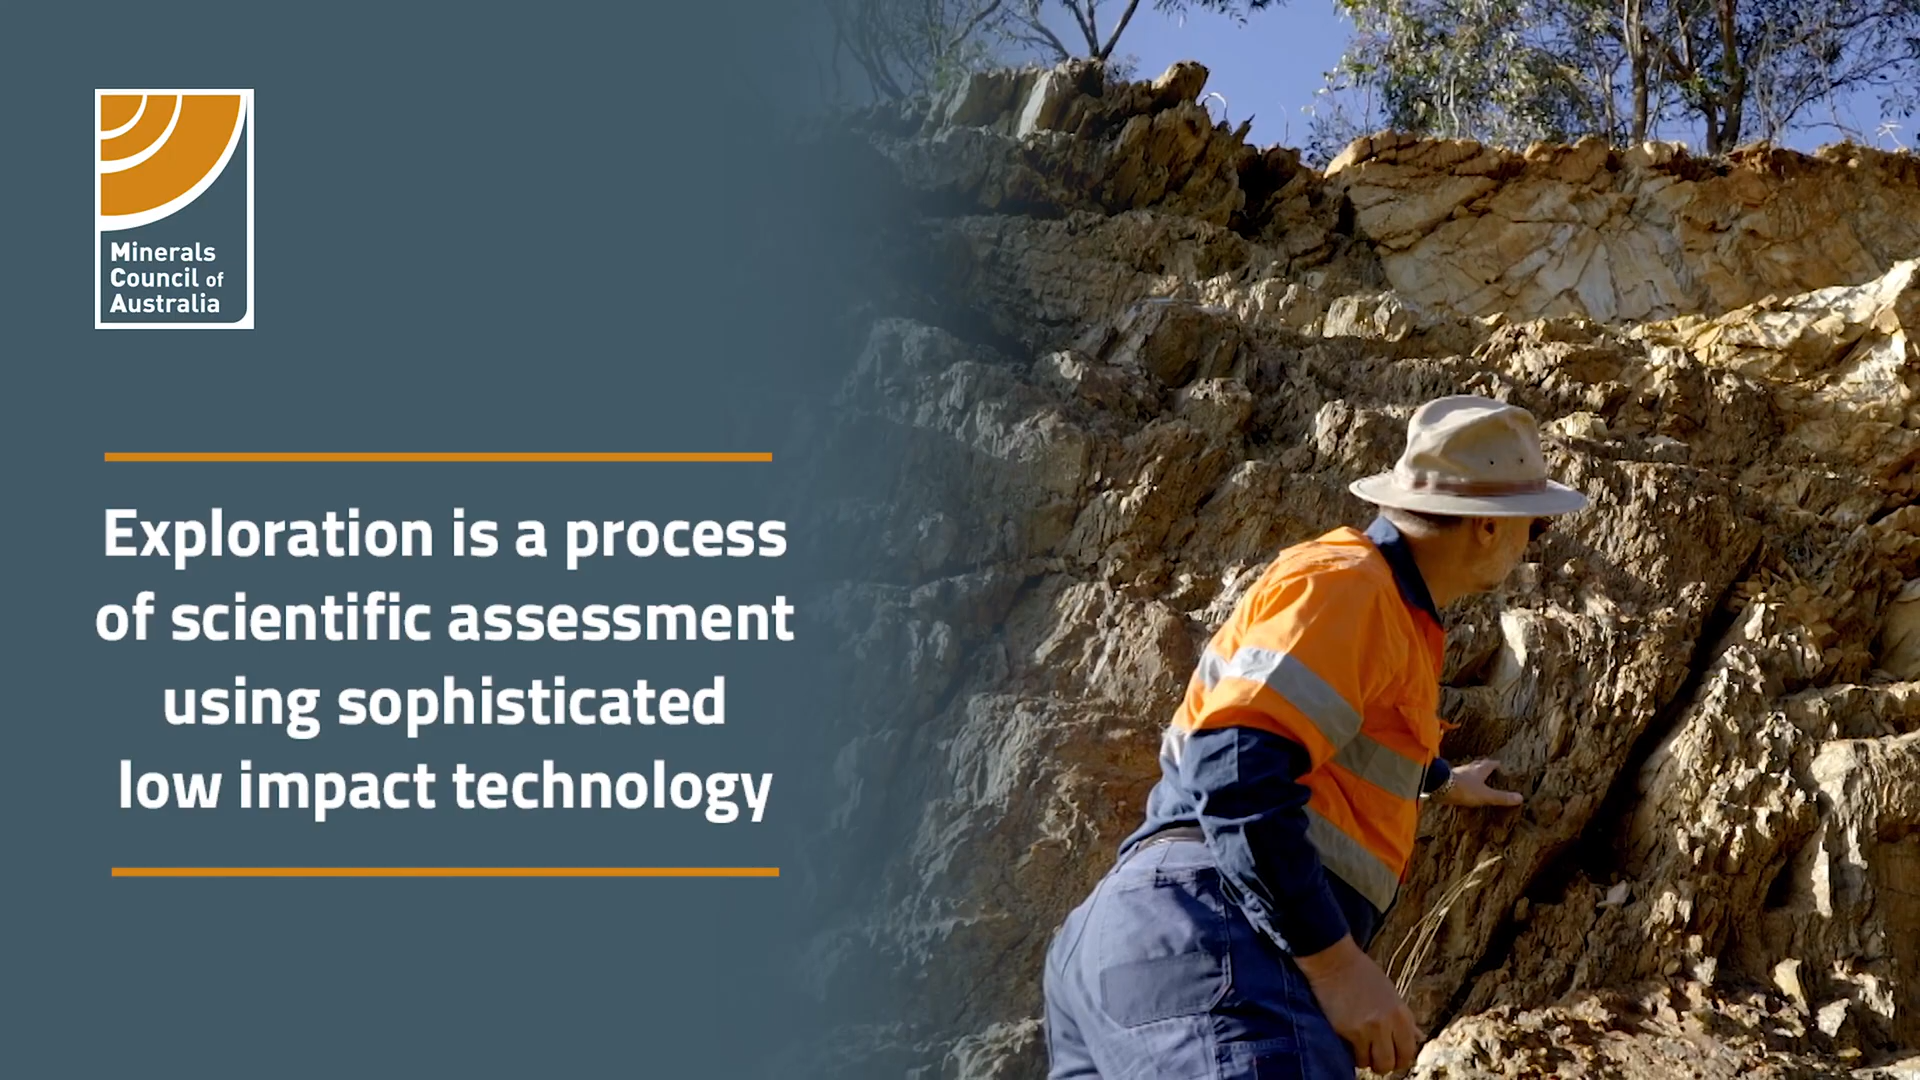 Minerals
Council of
Australia
Exploration is a process
of scientific assessment
using sophisticated
low impact technology